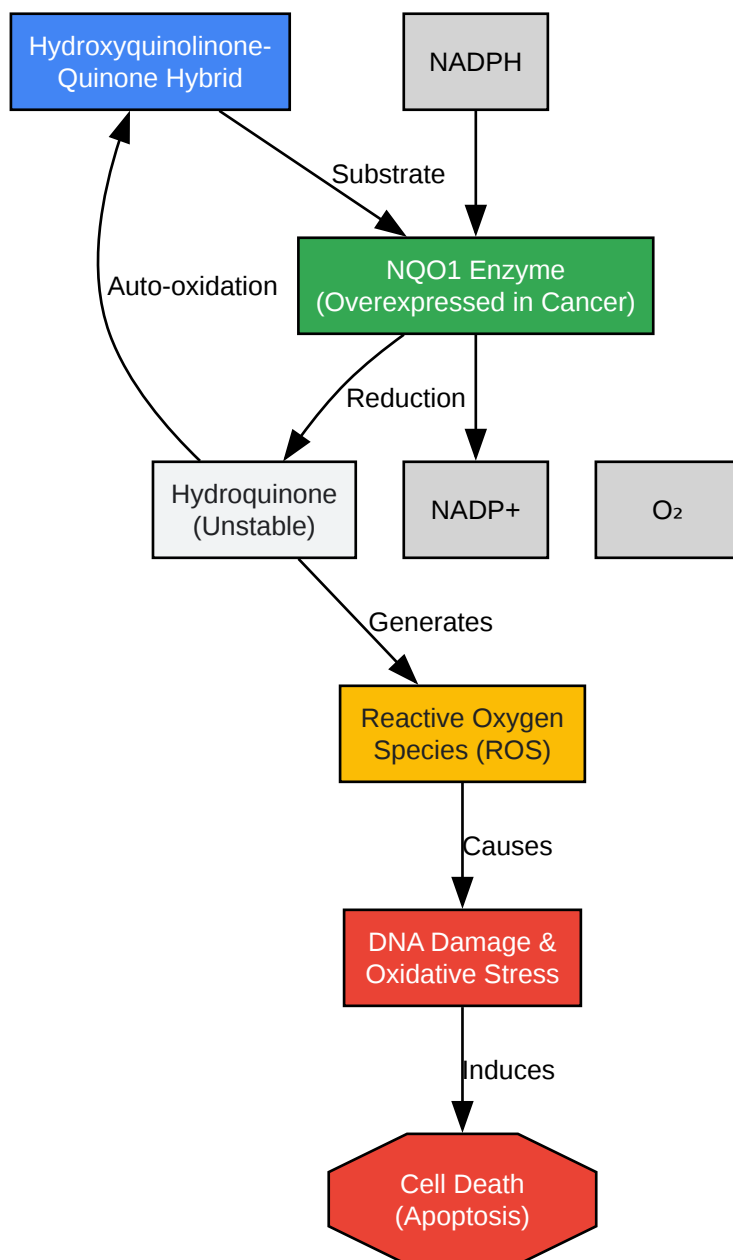 Hydroxyquinolinone-
Quinone Hybrid
NADPH
Substrate
NQO1 Enzyme
(Overexpressed in Cancer)
Auto-oxidation
Reduction
Hydroquinone
(Unstable)
NADP+
O₂
Generates
Reactive Oxygen
Species (ROS)
Causes
DNA Damage &
Oxidative Stress
Induces
Cell Death
(Apoptosis)